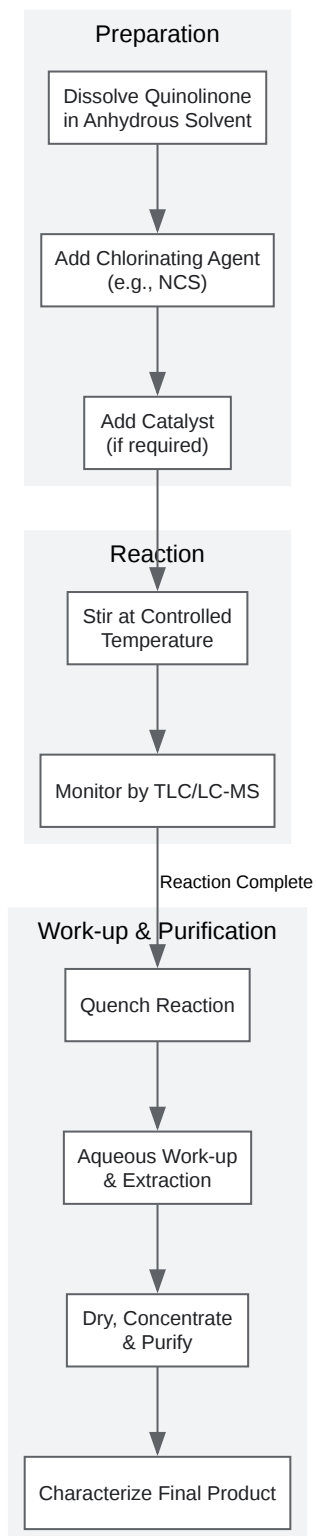 Preparation
Dissolve Quinolinone
in Anhydrous Solvent
Add Chlorinating Agent
(e.g., NCS)
Add Catalyst
(if required)
Reaction
Stir at Controlled
Temperature
Monitor by TLC/LC-MS
Reaction Complete
Work-up & Purification
Quench Reaction
Aqueous Work-up
& Extraction
Dry, Concentrate
& Purify
Characterize Final Product